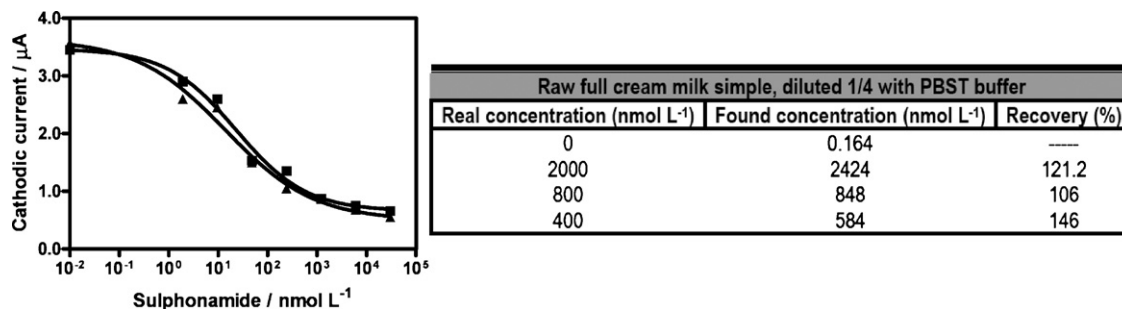 4.0
3.0
2.0
1.0
0.0
Cathodic current / μA
10⁻² 10⁻¹ 10⁰ 10¹ 10² 10³ 10⁴ 10⁵
Sulphonamide / nmol L⁻¹
Raw full cream milk simple, diluted 1/4 with PBST buffer
Real concentration (nmol L⁻¹) Found concentration (nmol L⁻¹) Recovery (%)
0 0.164 -----
2000 2424 121.2
800 848 106
400 584 146